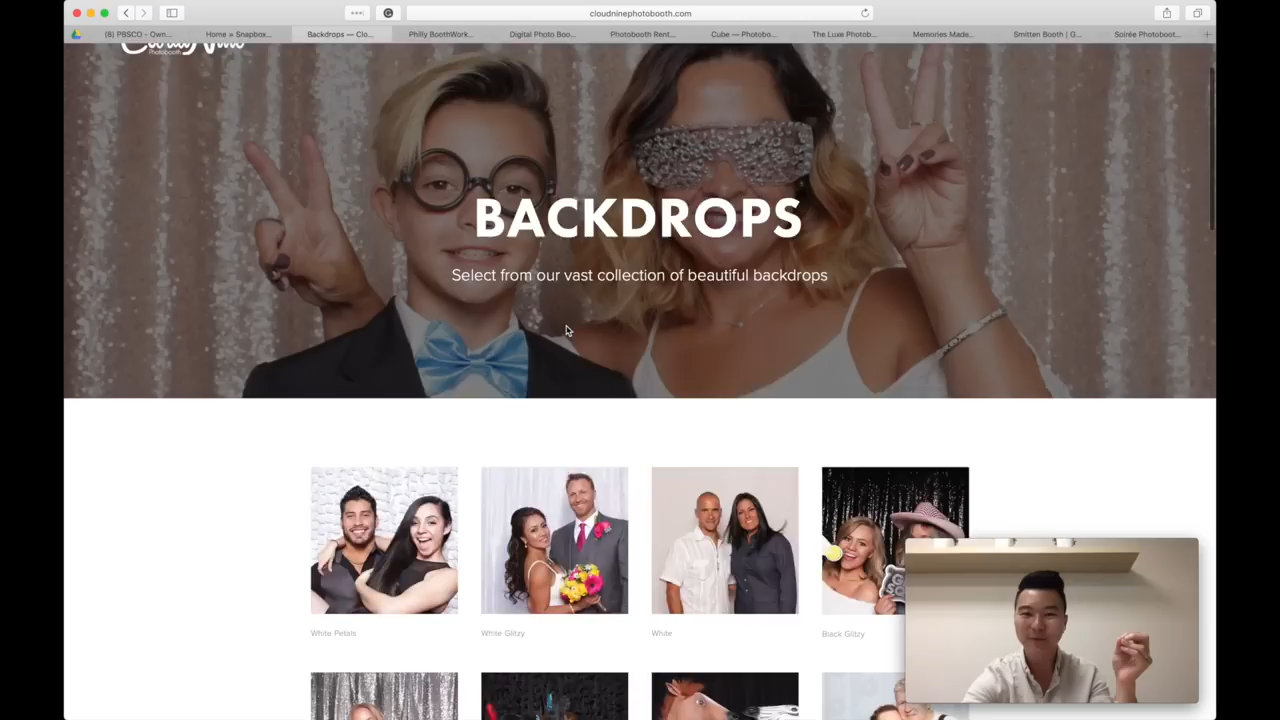 cloudninephotobooth.com
(8) PBSCO - Own...
Home » Snapbox...
Backdrops — Clo...
Philly BoothWork...
Digital Photo Boo...
Photobooth Rent...
Cube — Photobo...
The Luxe Photob...
Memories Made...
Smitten Booth | G...
Soirée Photoboot...
Photobooth
BACKDROPS
Select from our vast collection of beautiful backdrops
White Petals
White Glitzy
White
Black Glitzy